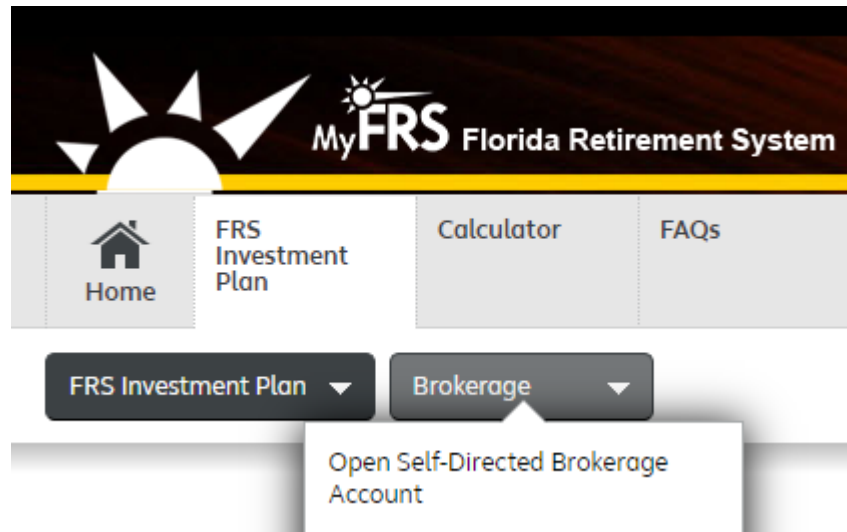 MyFRS Florida Retirement System
Home
FRS
Investment
Plan
Calculator
FAQs
FRS Investment Plan
Brokerage
Open Self-Directed Brokerage
Account